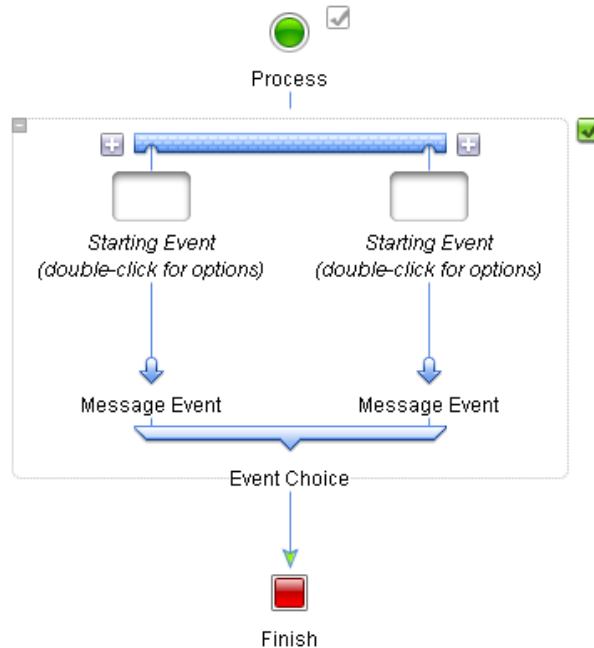 Process
Starting Event
(double-click for options)
Starting Event
(double-click for options)
Message Event
Message Event
Event Choice
Finish